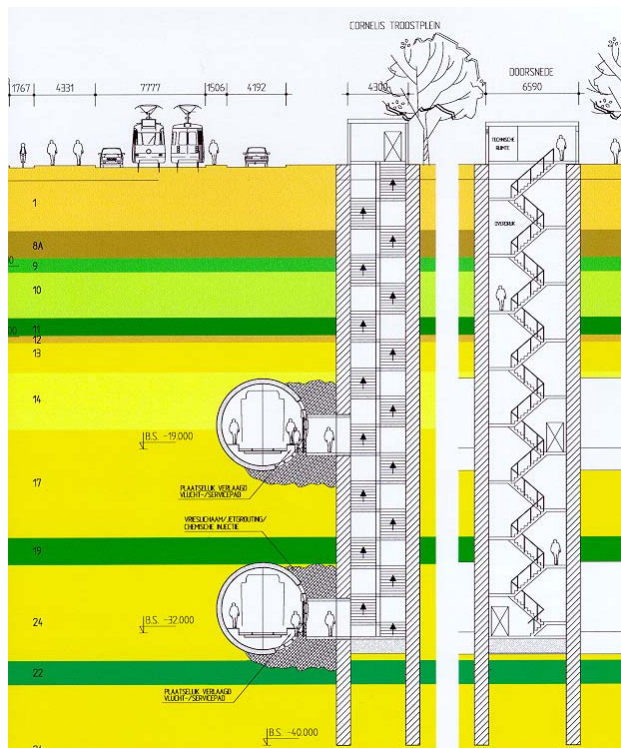 CORNELIS TROOSTPLEIN
DOORSNEDE
1767 4331 7777 1506 4192 4300 6590
TECHNISCHE
RUIMTE
1
OVERDRUK
8A
9
10
11
12
13
14
B.S. -19.000
17
PLAATSELIJK VERLAAGD
VLUCHT-/SERVICEPAD
VRIESLICHAAM/JETGROUTING/
CHEMISCHE INJECTIE
19
24
B.S. -32.000
22
PLAATSELIJK VERLAAGD
VLUCHT-/SERVICEPAD
B.S. -40.000